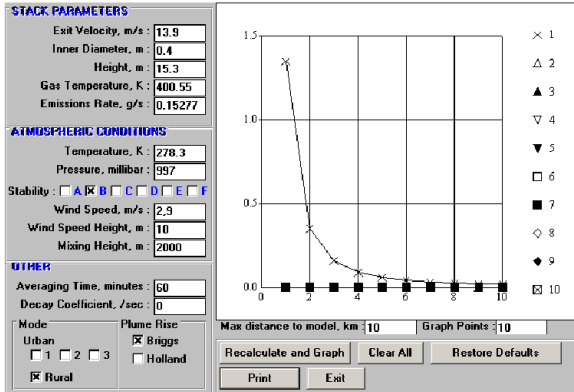 STACK PARAMETERS
Exit Velocity, m/s : 13.9
Inner Diameter, m : 0.4
Height, m : 15.3
Gas Temperature, K : 400.55
Emissions Rate, g/s : 0.15277
ATMOSPHERIC CONDITIONS
Temperature, K : 278.3
Pressure, millibar : 997
Stability : A B C D E F
Wind Speed, m/s : 2,9
Wind Speed Height, m : 10
Mixing Height, m : 2000
OTHER
Averaging Time, minutes : 60
Decay Coefficient, /sec : 0
Mode
Urban
1 2 3
Rural
Plume Rise
Briggs
Holland
1.5
1.0
0.5
0.0
0 2 4 6 8 10
1
2
3
4
5
6
7
8
9
10
Max distance to model, km : 10 Graph Points : 10
Recalculate and Graph Clear All Restore Defaults
Print Exit